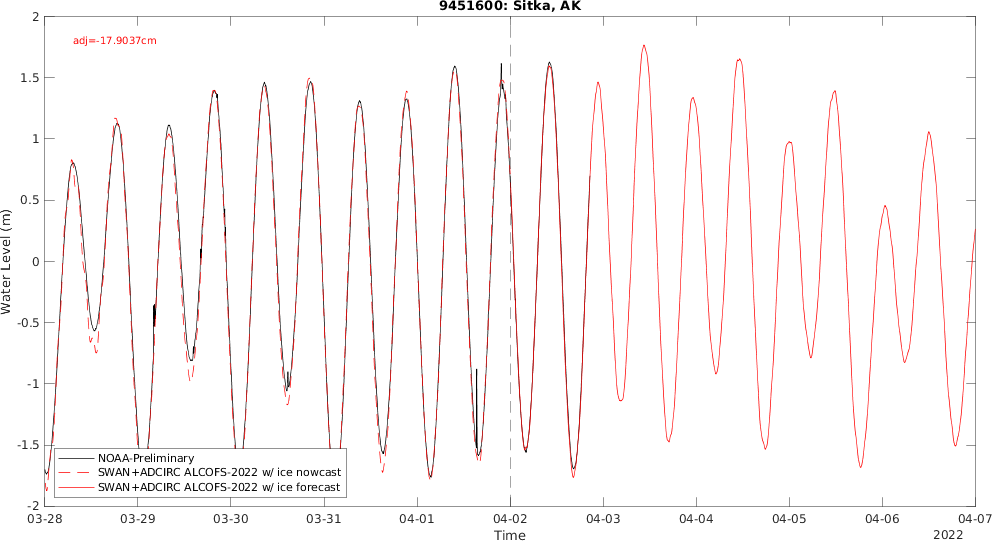 9451600: Sitka, AK
adj=-17.9037cm
Water Level (m)
2
1.5
1
0.5
0
-0.5
-1
-1.5
-2
NOAA-Preliminary
SWAN+ADCIRC ALCOFS-2022 w/ ice nowcast
SWAN+ADCIRC ALCOFS-2022 w/ ice forecast
03-28 03-29 03-30 03-31 04-01 04-02 04-03 04-04 04-05 04-06 04-07
Time
2022